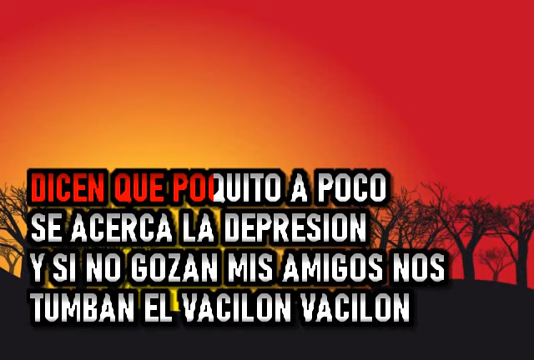 DICEN QUE POQUITO A POCO
SE ACERCA LA DEPRESION
Y SI NO GOZAN MIS AMIGOS NOS
TUMBAN EL VACILON VACILON